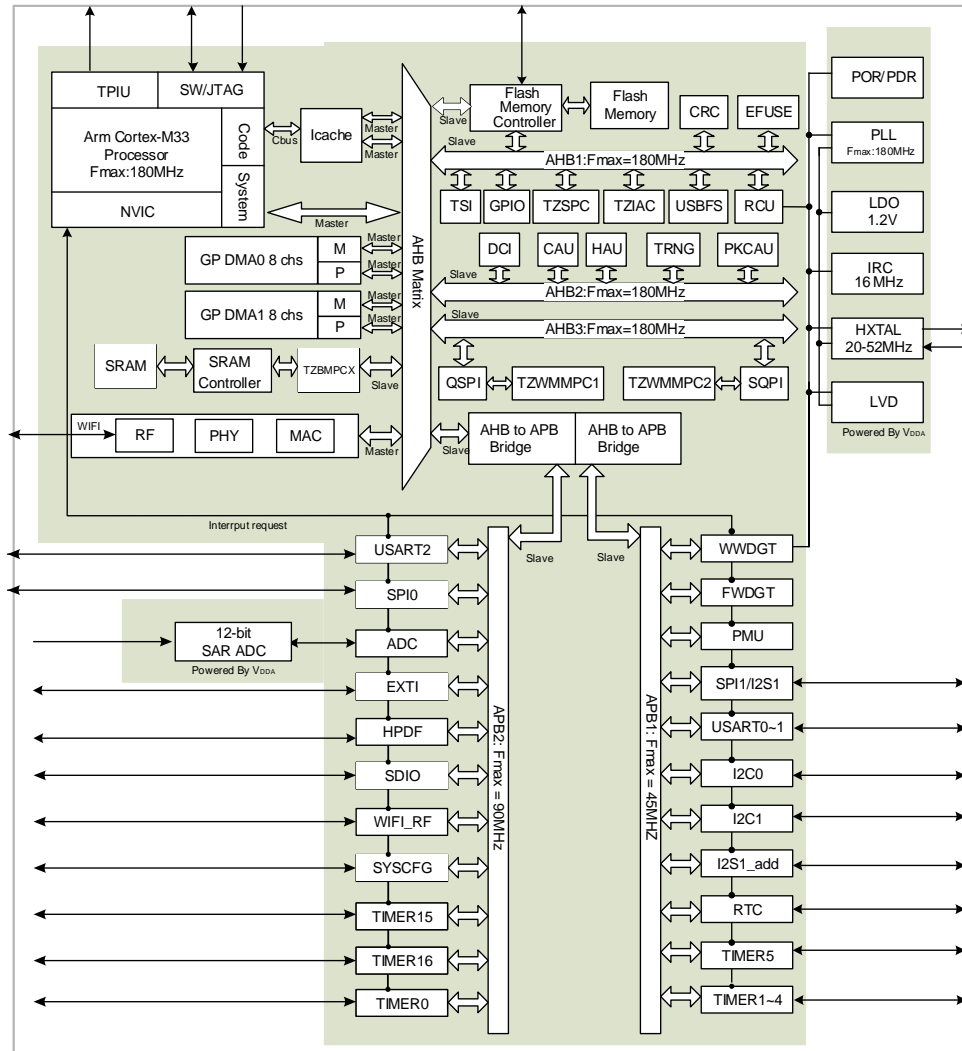 TPIU
SW/JTAG
Arm Cortex-M33
Processor
Fmax:180MHz
Code
System
NVIC
Cbus
Icache
Master
Master
Master
AHB Matrix
Slave
Flash
Memory
Controller
Flash
Memory
CRC
EFUSE
Slave
AHB1:Fmax=180MHz
TSI
GPIO
TZSPC
TZIAC
USBFS
RCU
POR/PDR
PLL
Fmax:180MHz
LDO
1.2V
IRC
16MHz
HXTAL
20-52MHz
LVD
Powered By VDDA
GP DMA0 8 chs
M
P
Master
Master
GP DMA1 8 chs
M
P
Master
Master
DCI
CAU
HAU
TRNG
PKCAU
Slave
AHB2:Fmax=180MHz
Slave
AHB3:Fmax=180MHz
SRAM
SRAM
Controller
TZBMPCX
Slave
QSPI
TZWMMPC1
TZWMMPC2
SQPI
WIFI
RF
PHY
MAC
Master
Slave
AHB to APB
Bridge
AHB to APB
Bridge
Interrput request
Slave
Slave
USART2
SPI0
12-bit
SAR ADC
Powered By VDDA
ADC
EXTI
HPDF
SDIO
WIFI_RF
SYSCFG
TIMER15
TIMER16
TIMER0
APB2: Fmax = 90MHz
APB1: Fmax = 45MHZ
WWDGT
FWDGT
PMU
SPI1/I2S1
USART0~1
I2C0
I2C1
I2S1_add
RTC
TIMER5
TIMER1~4